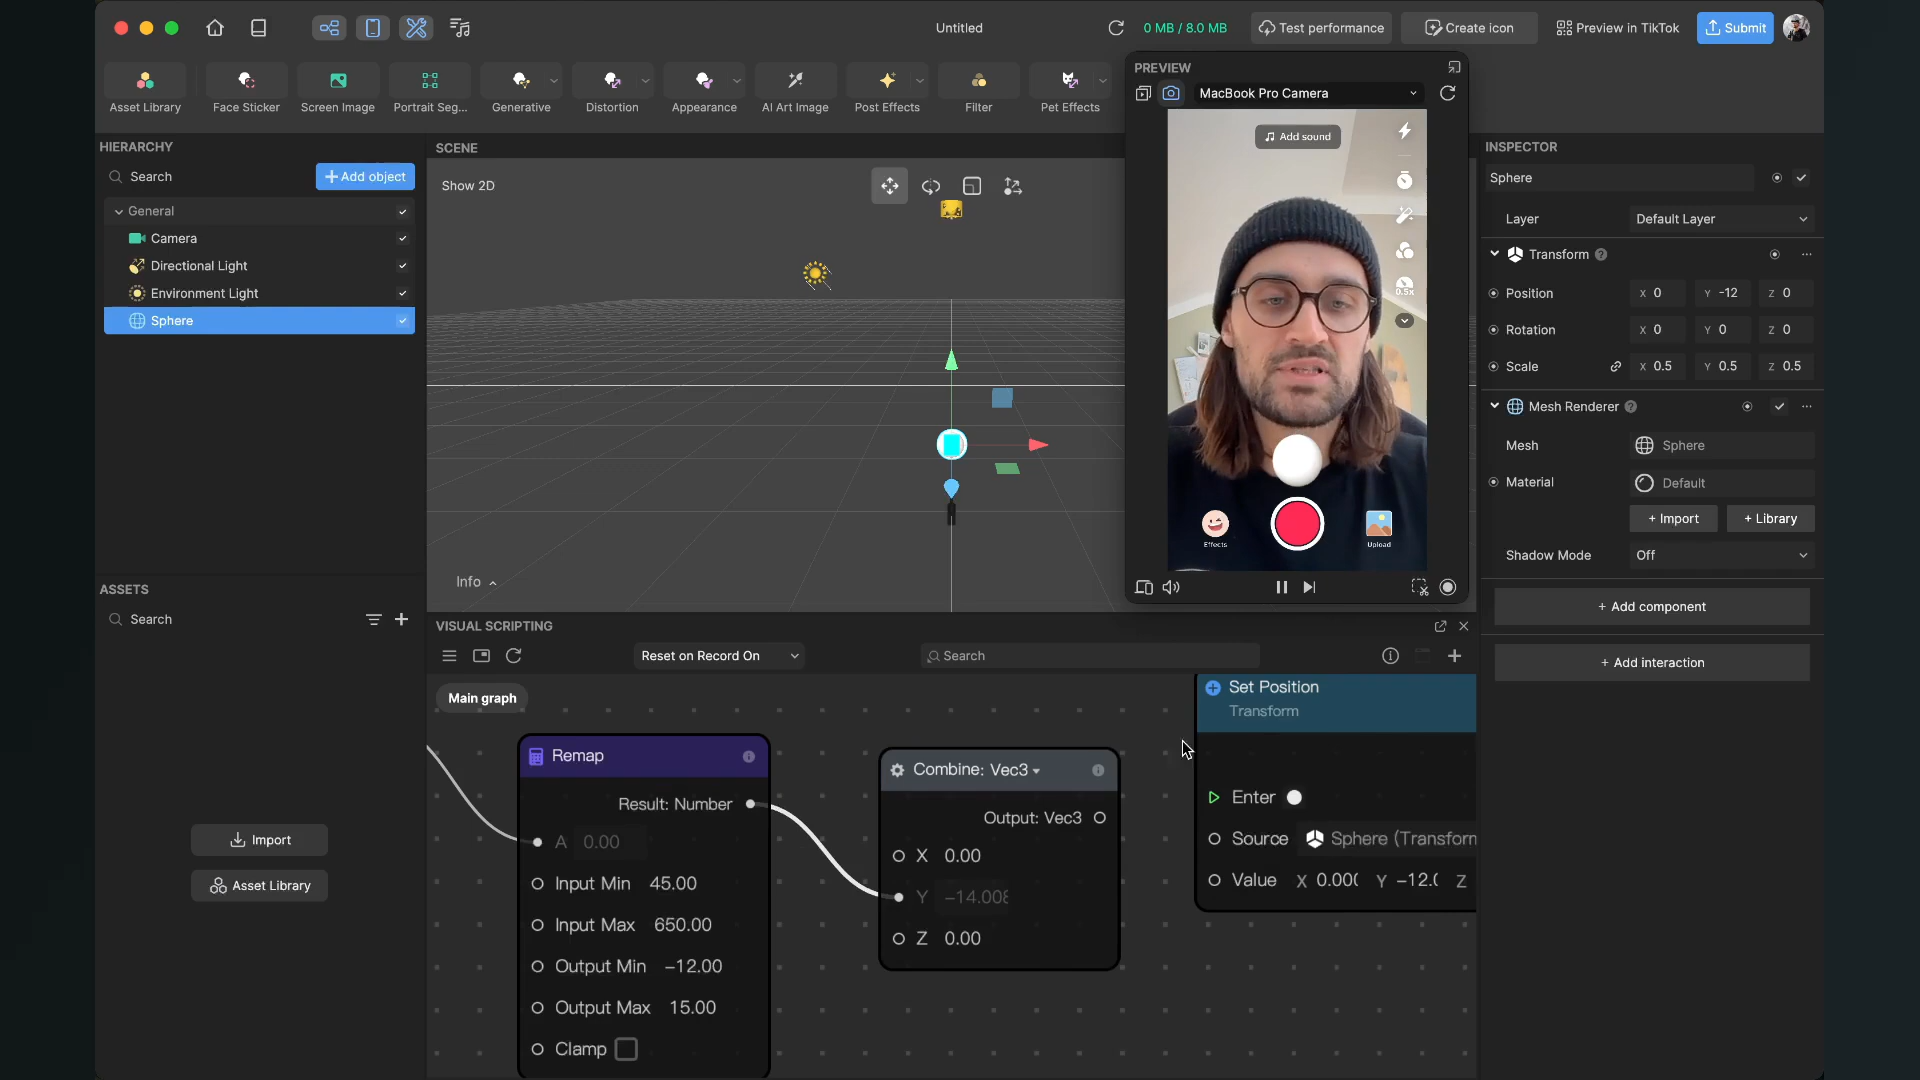 Untitled
0 MB / 8.0 MB
Test performance
Create icon
Preview in TikTok
Submit
Asset Library
Face Sticker
Screen Image
Portrait Seg...
Generative
Distortion
Appearance
AI Art Image
Post Effects
Filter
Pet Effects
HIERARCHY
Search
Add object
General
Camera
Directional Light
Environment Light
Sphere
ASSETS
Search
Import
Asset Library
SCENE
Show 2D
Info
PREVIEW
MacBook Pro Camera
Add sound
0.5x
Effects
Upload
VISUAL SCRIPTING
Reset on Record On
Search
Main graph
Remap
Result: Number
A 0.00
Input Min 45.00
Input Max 650.00
Output Min -12.00
Output Max 15.00
Clamp
Combine: Vec3
Output: Vec3
X 0.00
Y -14.008
Z 0.00
Set Position
Transform
Enter
Source Sphere (Transform
Value X 0.00( Y -12.( Z
INSPECTOR
Sphere
Layer Default Layer
Transform
Position X 0 Y -12 Z 0
Rotation X 0 Y 0 Z 0
Scale X 0.5 Y 0.5 Z 0.5
Mesh Renderer
Mesh Sphere
Material Default
+ Import + Library
Shadow Mode Off
+ Add component
+ Add interaction